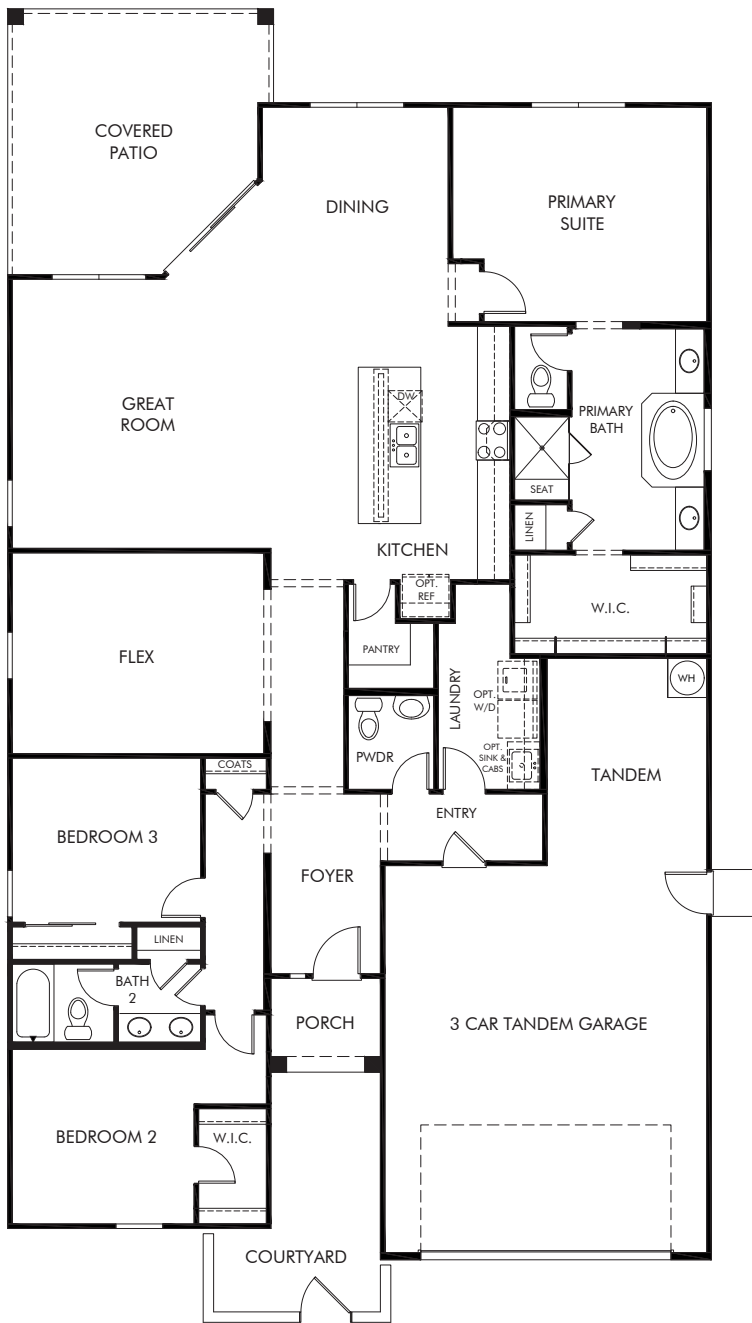 COVERED
PATIO
DINING
PRIMARY
SUITE
GREAT
ROOM
DW
PRIMARY
BATH
SEAT
LINEN
KITCHEN
OPT.
REF
W.I.C.
FLEX
PANTRY
LAUNDRY
OPT.
W/D
WH
PWDR
OPT.
SINK &
CABS
TANDEM
COATS
ENTRY
BEDROOM 3
FOYER
LINEN
BATH
2
PORCH
3 CAR TANDEM GARAGE
BEDROOM 2
W.I.C.
COURTYARD